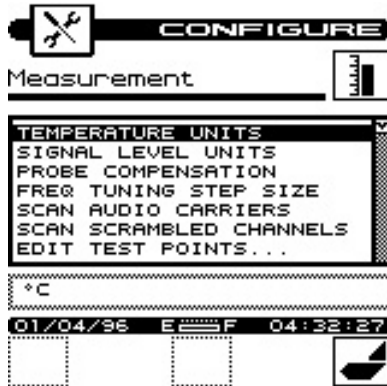 CONFIGURE
Measurement
TEMPERATURE UNITS
SIGNAL LEVEL UNITS
PROBE COMPENSATION
FREQ TUNING STEP SIZE
SCAN AUDIO CARRIERS
SCAN SCRAMBLED CHANNELS
EDIT TEST POINTS...
°C
01/04/96 E F 04:32:27